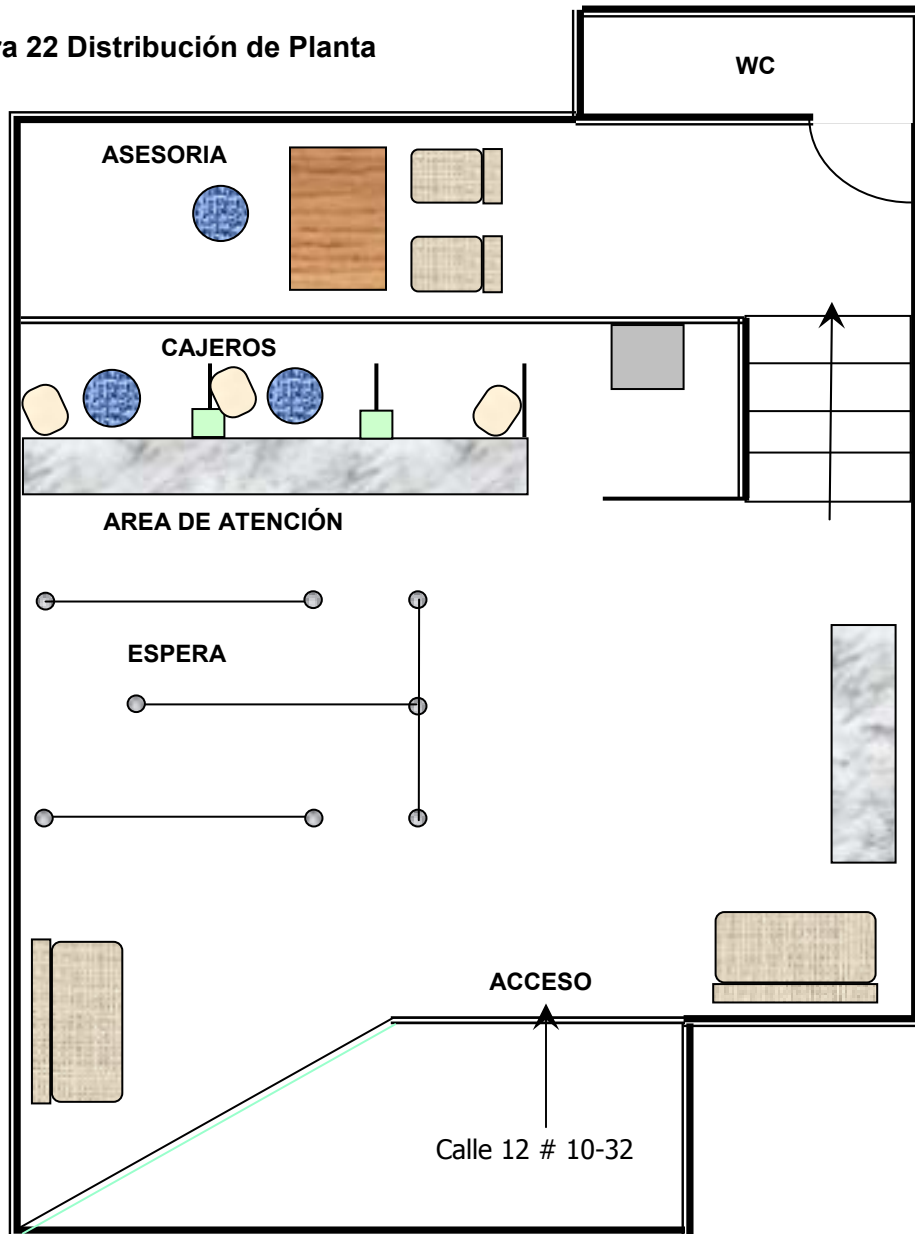 ra 22 Distribución de Planta
WC
ASESORIA
CAJEROS
AREA DE ATENCIÓN
ESPERA
ACCESO
Calle 12 # 10-32